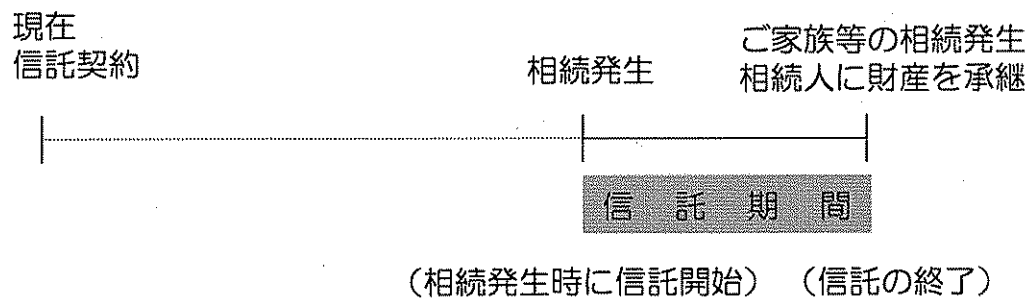 現在
信託契約
相続発生
ご家族等の相続発生
相続人に財産を承継
信託期間
（相続発生時に信託開始）
（信託の終了）